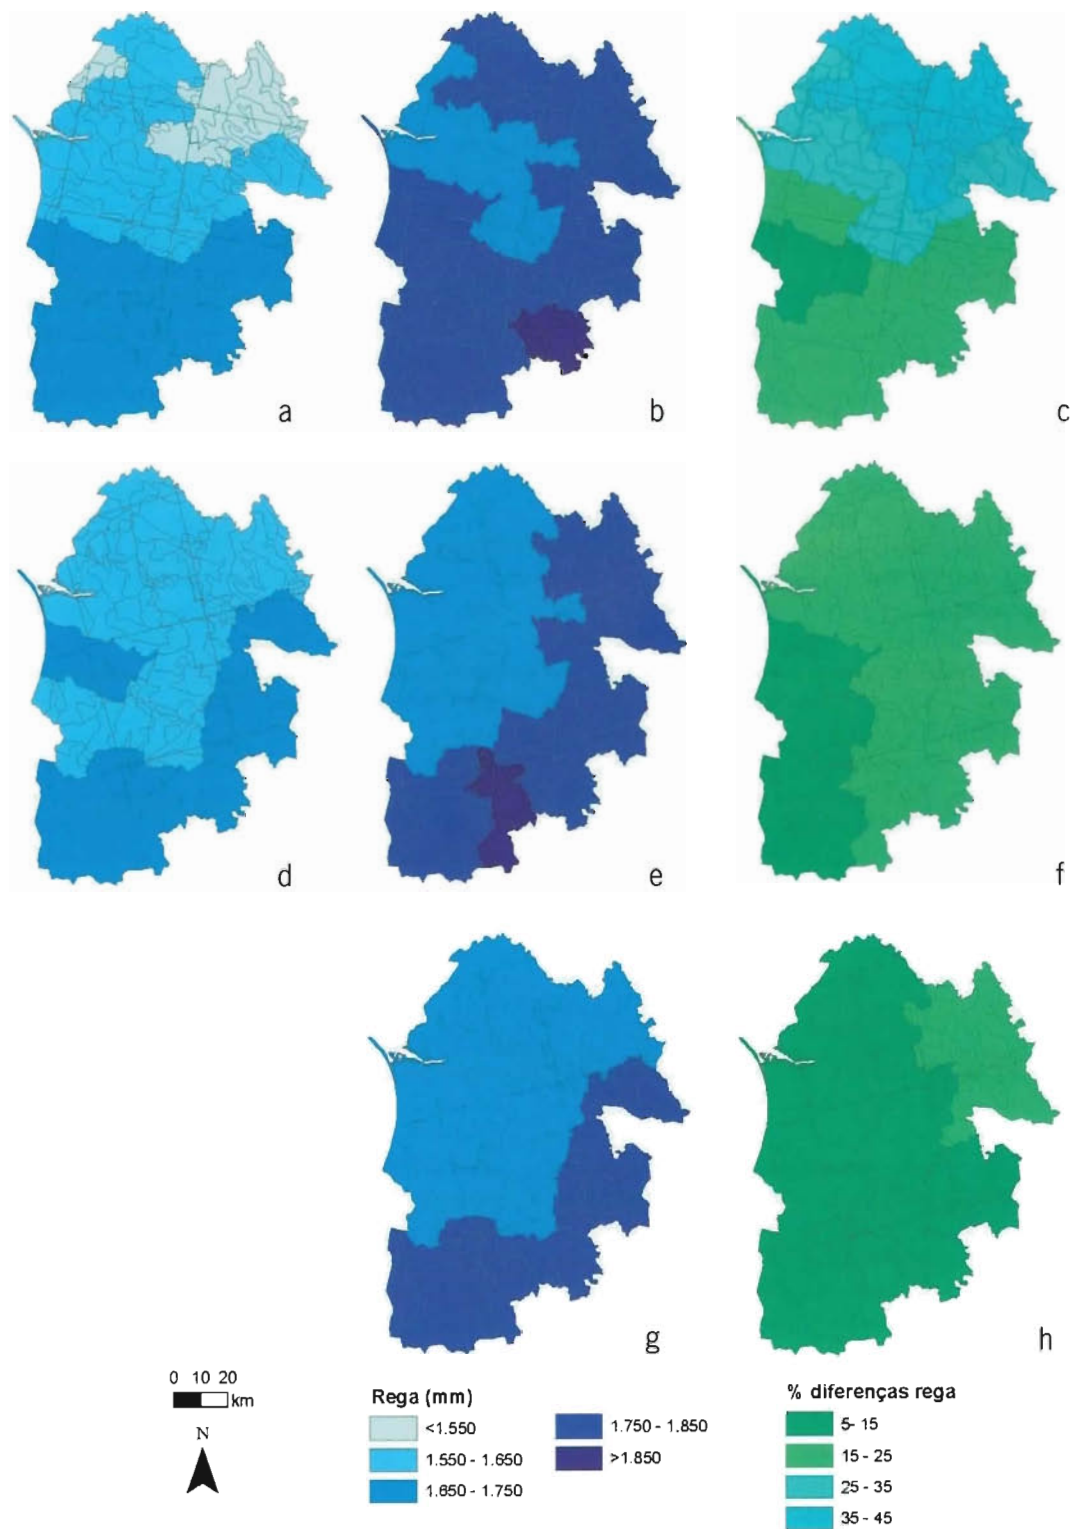 a
b
c
d
e
f
g
h
0 10 20
km
N
Rega (mm)
<1.550
1.550 - 1.650
1.650 - 1.750
1.750 - 1.850
>1.850
% diferenças rega
5- 15
15 - 25
25 - 35
35 - 45